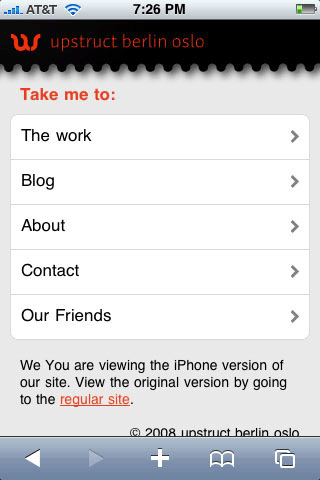 AT&T 7:26 PM
upstruct berlin oslo
Take me to:
The work
Blog
About
Contact
Our Friends
We You are viewing the iPhone version of
our site. View the original version by going
to the regular site.
© 2008 upstruct berlin oslo